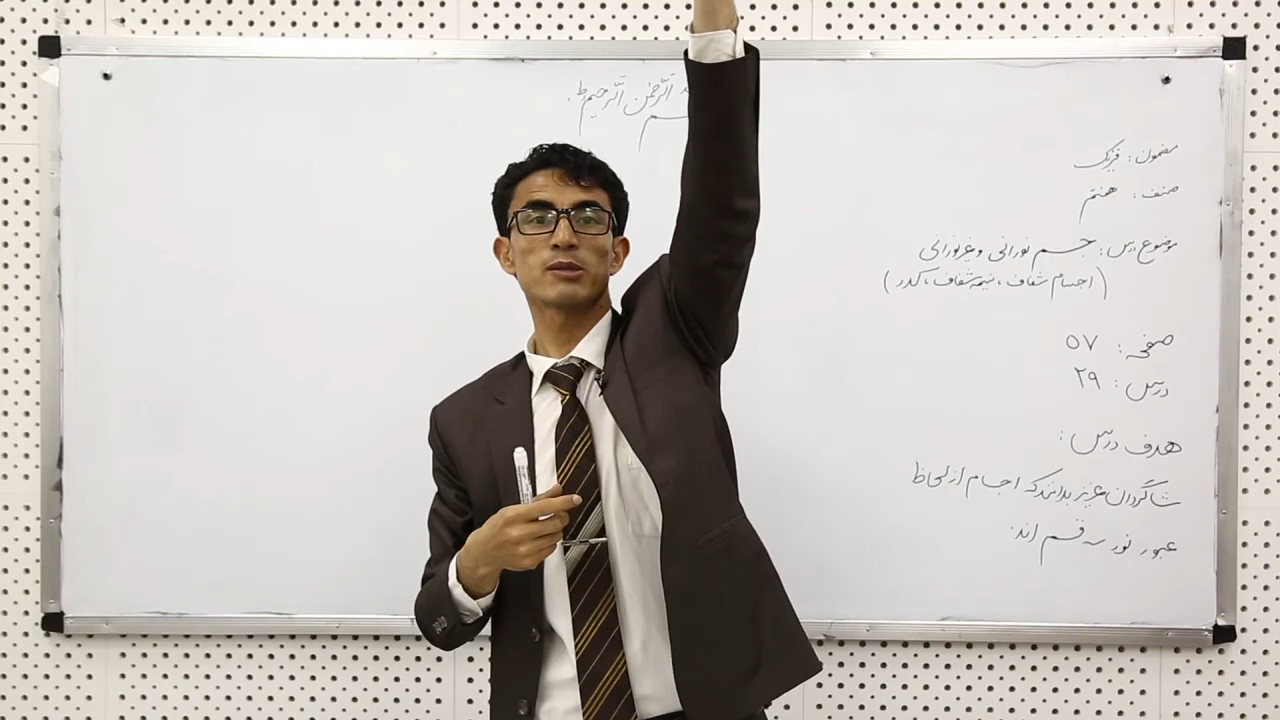 الرحمن الرحیم
مضمون: فزیک
صنف: هفتم
موضوع درس: جسم نورانی و غیرنورانی
(اجسام شفاف، نیمه شفاف، کدر)
صفحه: ۵۷
درس: ۲۹
هدف درس:
شاگردان عزیز بدانند که اجسام از لحاظ
عبور نور سه قسم اند.